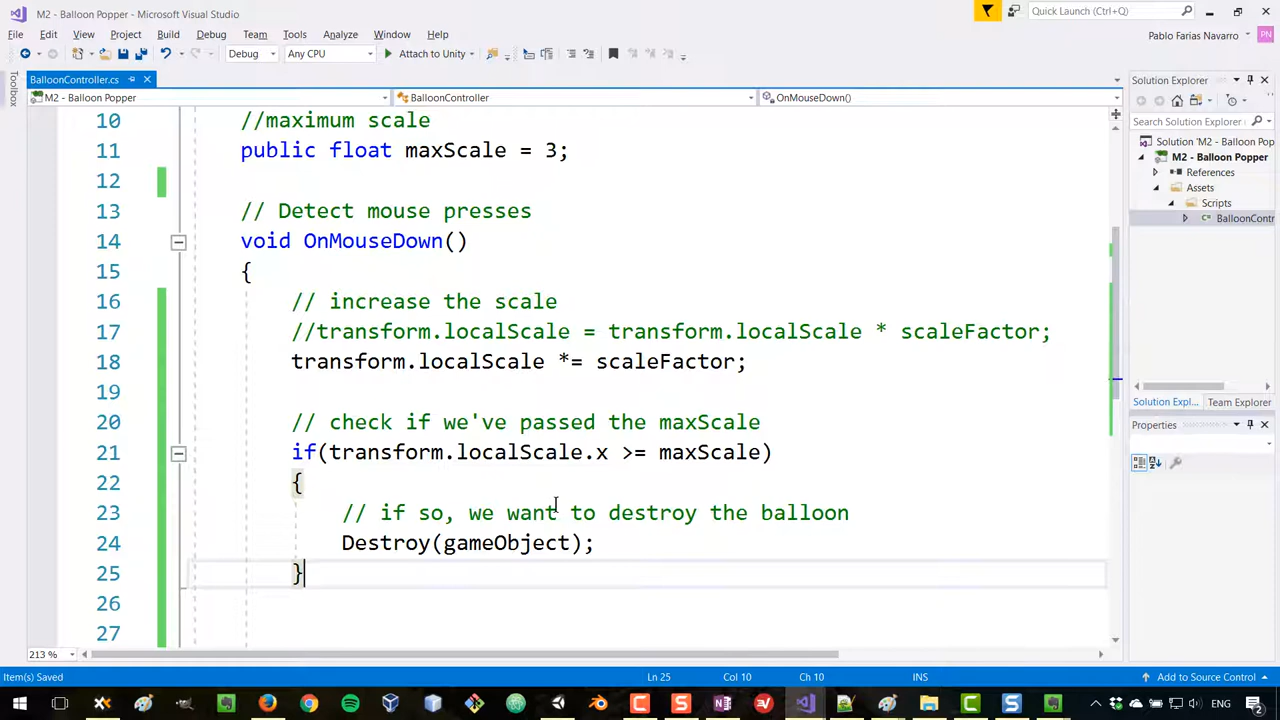 M2 - Balloon Popper - Microsoft Visual Studio
Quick Launch (Ctrl+Q)
File Edit View Project Build Debug Team Tools Analyze Window Help
Pablo Farias Navarro PN
Debug Any CPU Attach to Unity
Toolbox
BalloonController.cs
Solution Explorer
M2 - Balloon Popper BalloonController OnMouseDown()
Search Solution Explorer
Solution 'M2 - Balloon Pop
M2 - Balloon Popper
References
Assets
Scripts
C# BalloonContr
Solution Expl... Team Explorer
Properties
10 //maximum scale
11 public float maxScale = 3;
12
13 // Detect mouse presses
14 void OnMouseDown()
15 {
16 // increase the scale
17 //transform.localScale = transform.localScale * scaleFactor;
18 transform.localScale *= scaleFactor;
19
20 // check if we've passed the maxScale
21 if(transform.localScale.x >= maxScale)
22 {
23 // if so, we want to destroy the balloon
24 Destroy(gameObject);
25 }
26
27
213 %
Item(s) Saved Ln 25 Col 10 Ch 10 INS Add to Source Control
ENG